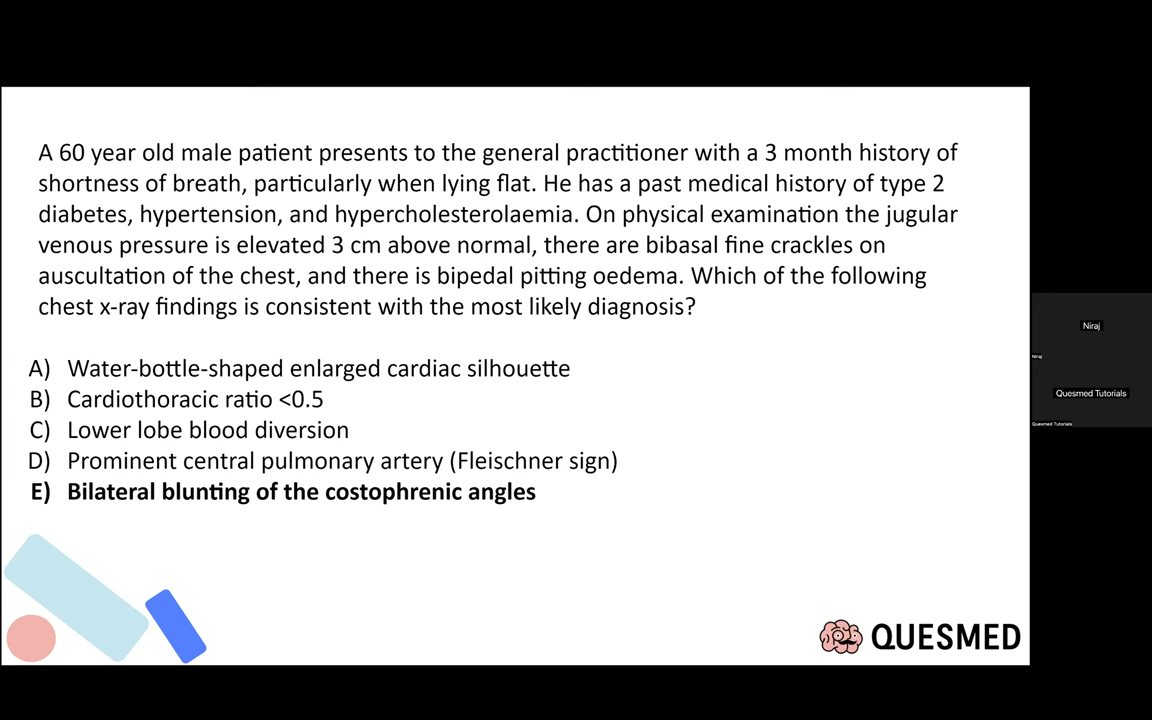 A 60 year old male patient presents to the general practitioner with a 3 month history of
shortness of breath, particularly when lying flat. He has a past medical history of type 2
diabetes, hypertension, and hypercholesterolaemia. On physical examination the jugular
venous pressure is elevated 3 cm above normal, there are bibasal fine crackles on
auscultation of the chest, and there is bipedal pitting oedema. Which of the following
chest x-ray findings is consistent with the most likely diagnosis?
A) Water-bottle-shaped enlarged cardiac silhouette
B) Cardiothoracic ratio <0.5
C) Lower lobe blood diversion
D) Prominent central pulmonary artery (Fleischner sign)
E) Bilateral blunting of the costophrenic angles
QUESMED
Niraj
Niraj
Quesmed Tutorials
Quesmed Tutorials